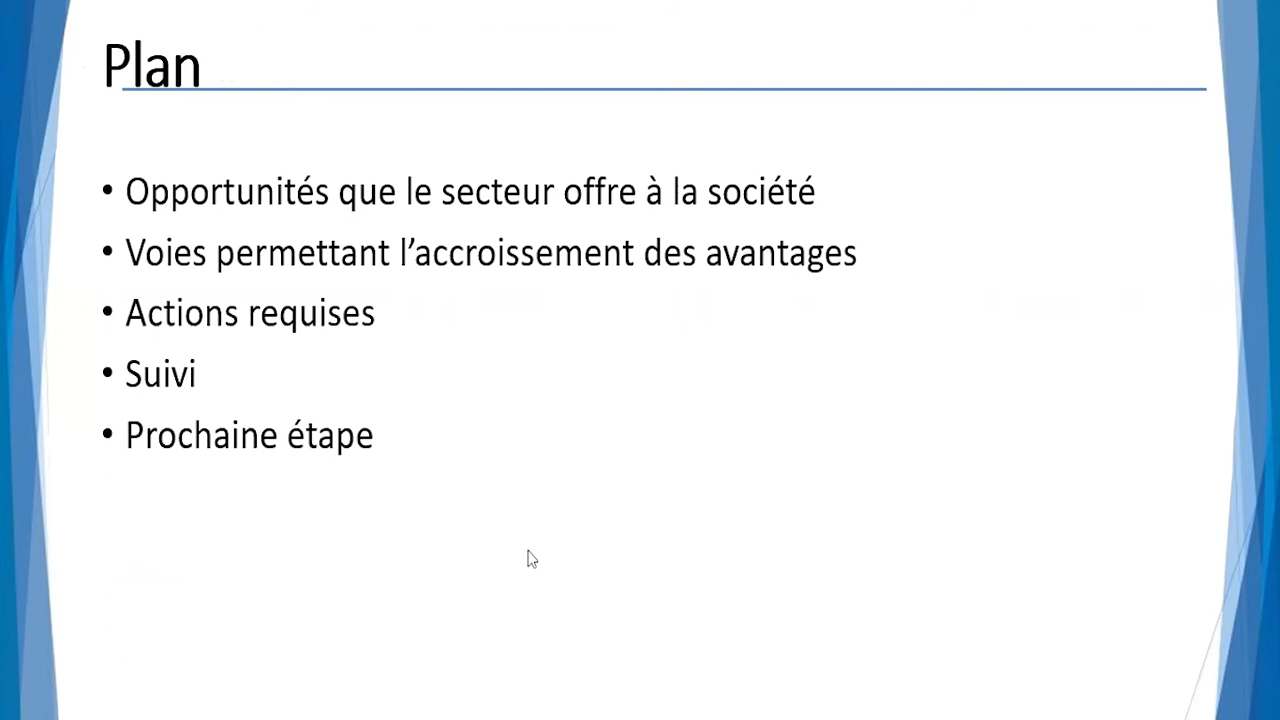 Plan
• Opportunités que le secteur offre à la société
• Voies permettant l’accroissement des avantages
• Actions requises
• Suivi
• Prochaine étape